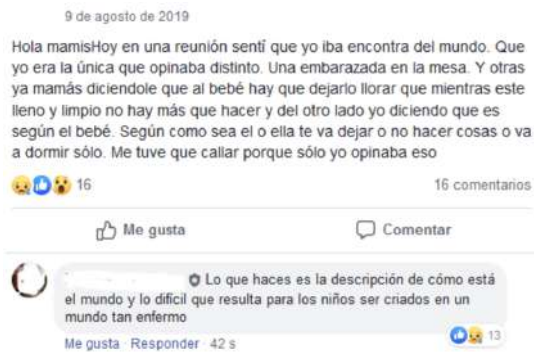 9 de agosto de 2019
Hola mamisHoy en una reunión sentí que yo iba encontra del mundo. Que
yo era la única que opinaba distinto. Una embarazada en la mesa. Y otras
ya mamás diciendole que al bebé hay que dejarlo llorar que mientras este
lleno y limpio no hay más que hacer y del otro lado yo diciendo que es
según el bebé. Según como sea el o ella te va dejar o no hacer cosas o va
a dormir sólo. Me tuve que callar porque sólo yo opinaba eso
16
16 comentarios
Me gusta
Comentar
Lo que haces es la descripción de cómo está
el mundo y lo difícil que resulta para los niños ser criados en un
mundo tan enfermo
13
Me gusta · Responder · 42 s